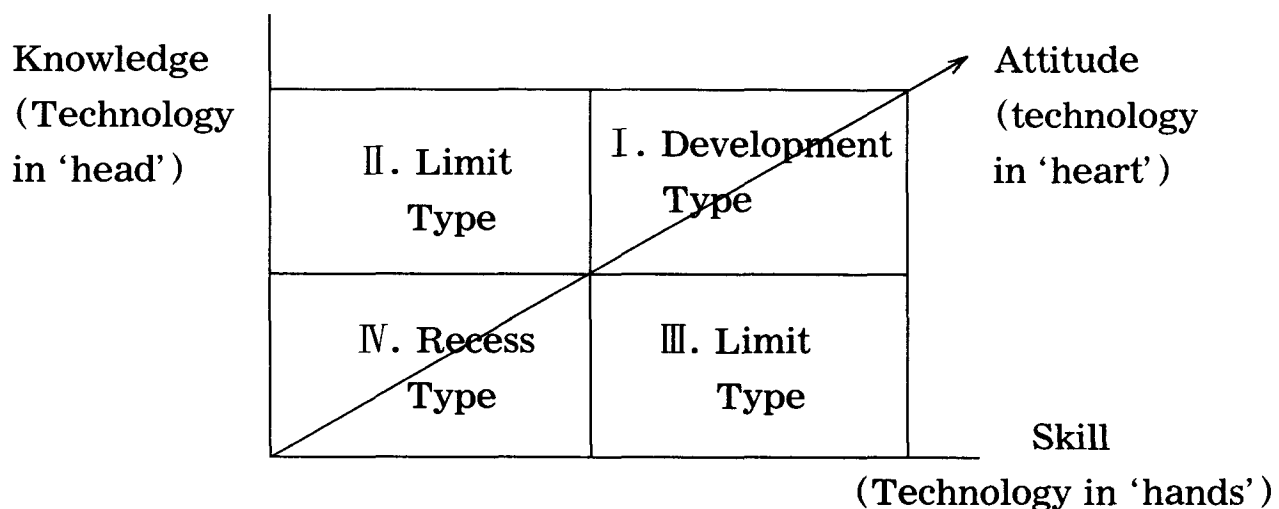 Knowledge
(Technology
in ‘head’)
Ⅱ. Limit
Type
Ⅰ. Development
Type
Attitude
(technology
in ‘heart’)
Ⅳ. Recess
Type
Ⅲ. Limit
Type
Skill
(Technology in ‘hands’)